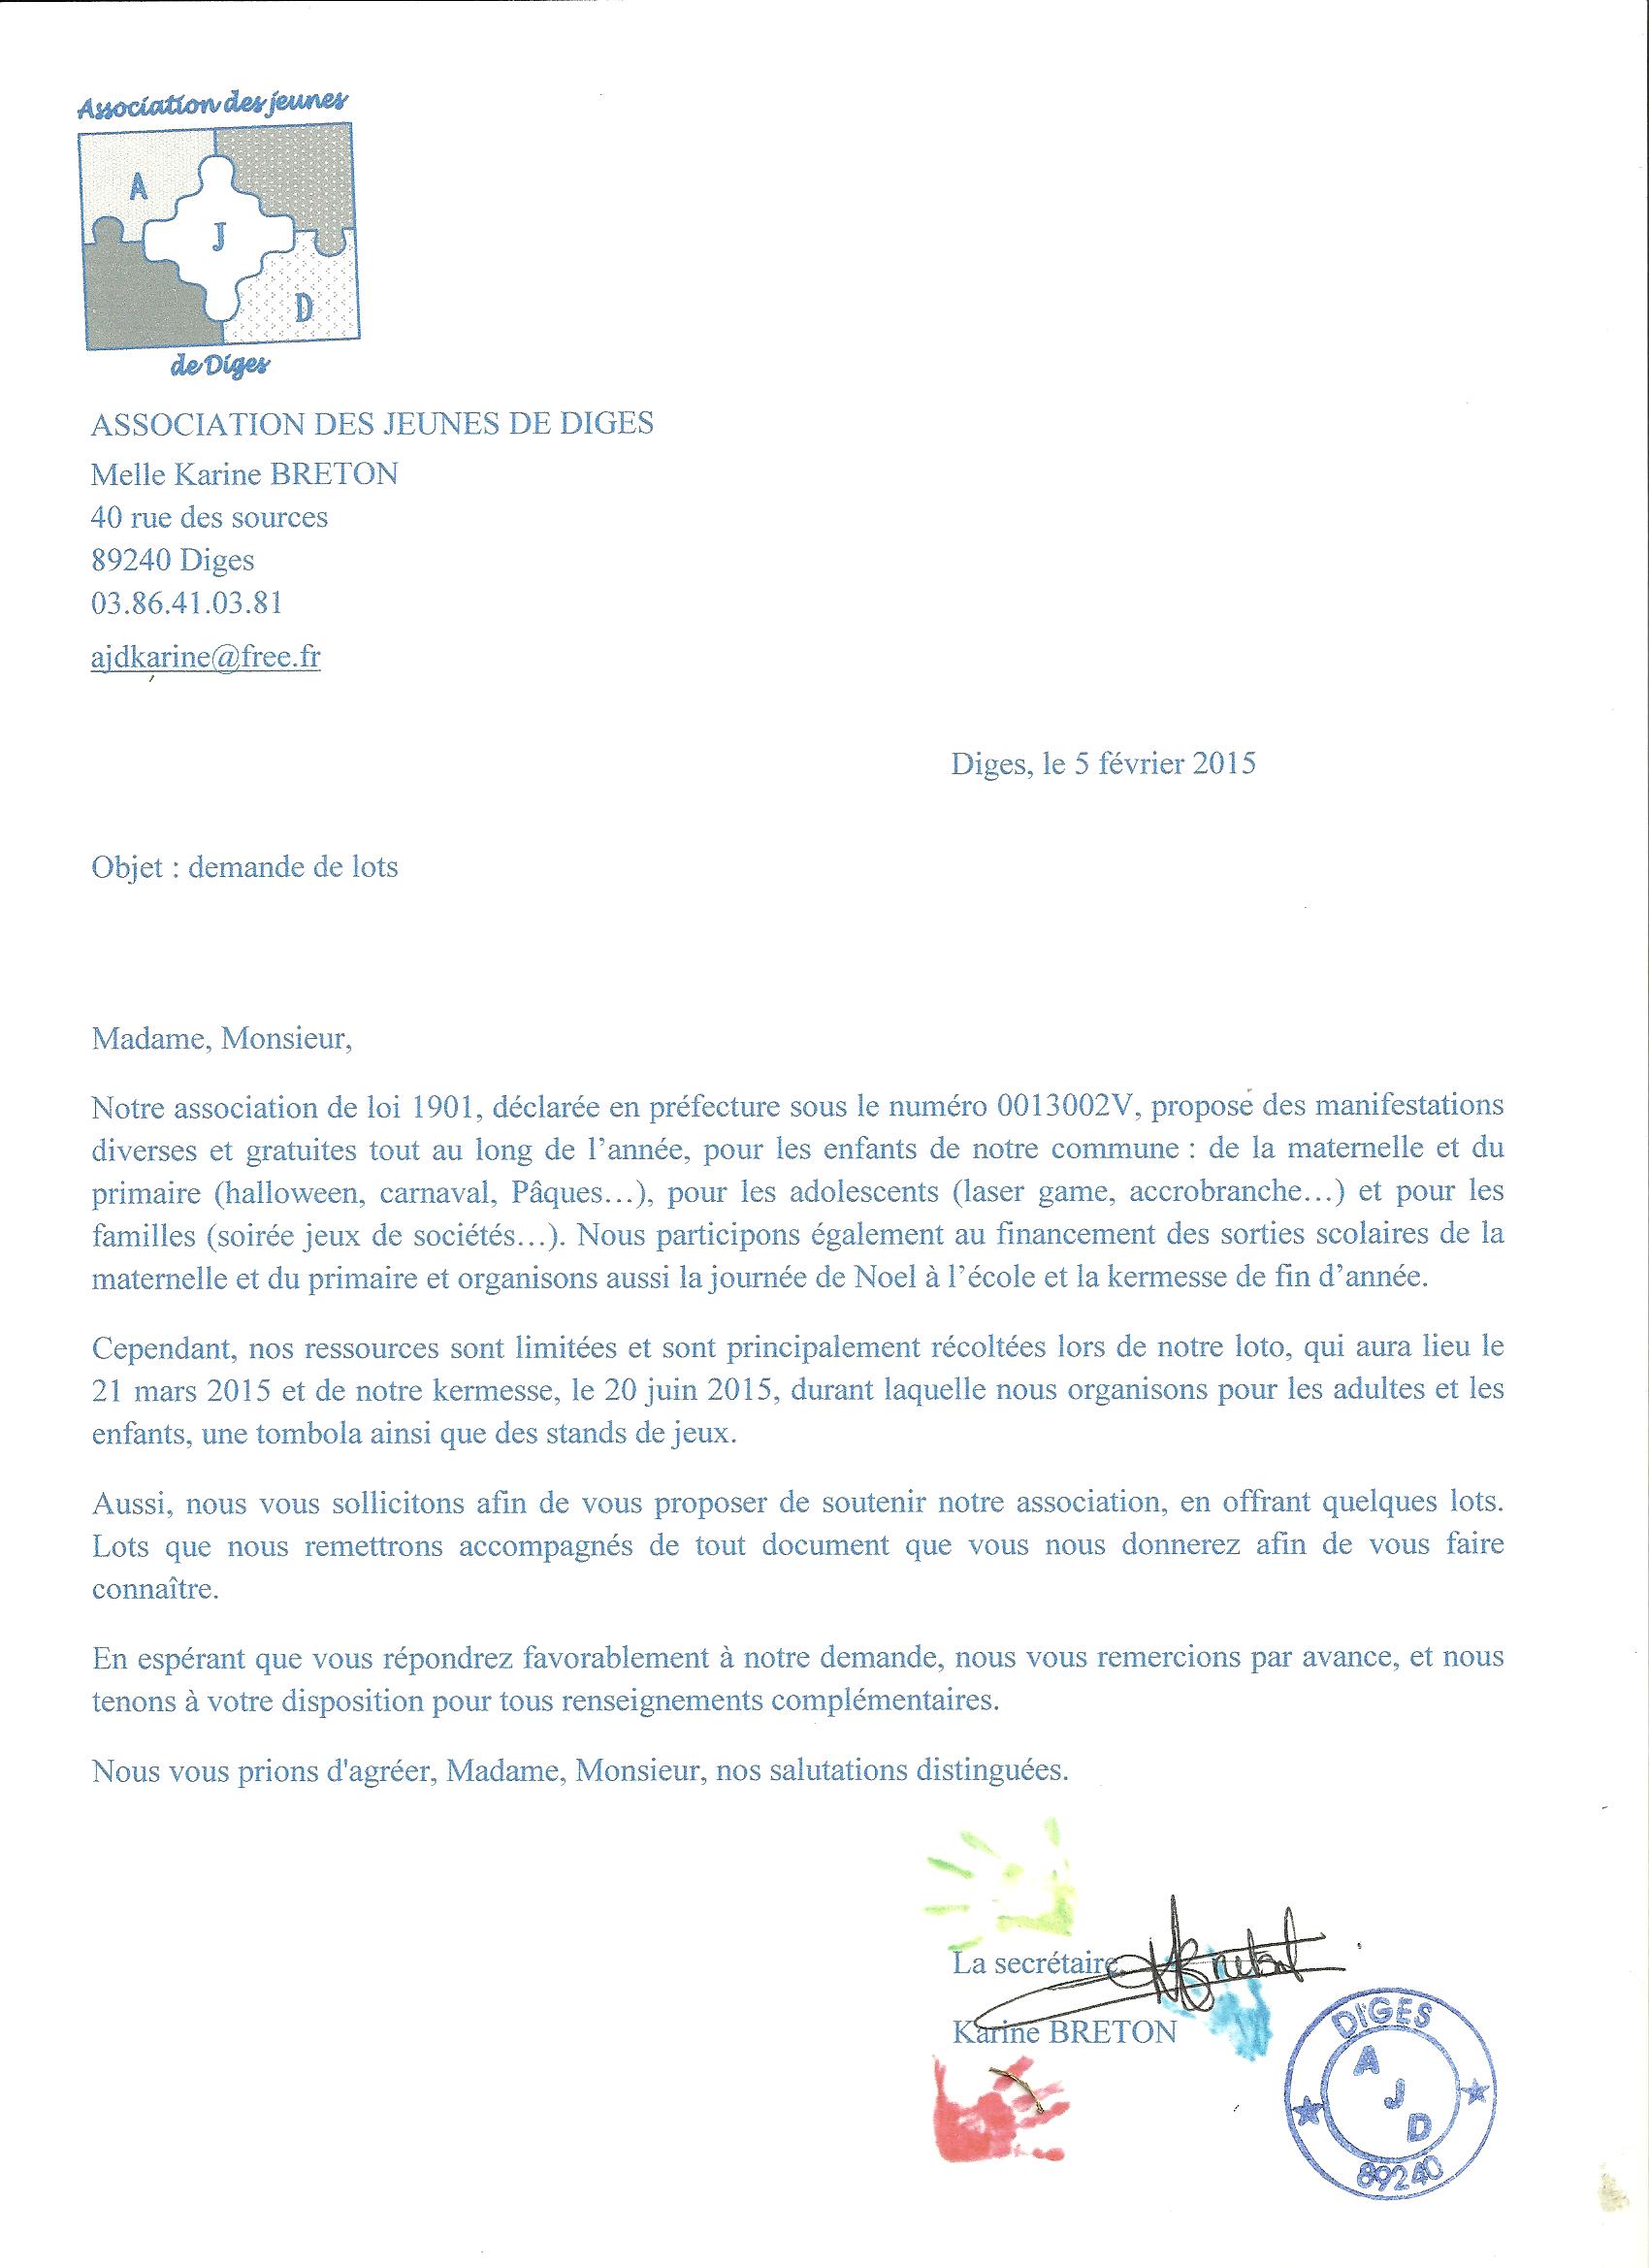 Association des jeunes
A
J
D
de Diges
ASSOCIATION DES JEUNES DE DIGES
Melle Karine BRETON
40 rue des sources
89240 Diges
03.86.41.03.81
ajdkarine@free.fr
Diges, le 5 février 2015
Objet : demande de lots
Madame, Monsieur,
Notre association de loi 1901, déclarée en préfecture sous le numéro 0013002V, propose des manifestations
diverses et gratuites tout au long de l'année, pour les enfants de notre commune : de la maternelle et du
primaire (halloween, carnaval, Pâques…), pour les adolescents (laser game, accrobranche…) et pour les
familles (soirée jeux de sociétés…). Nous participons également au financement des sorties scolaires de la
maternelle et du primaire et organisons aussi la journée de Noel à l'école et la kermesse de fin d'année.
Cependant, nos ressources sont limitées et sont principalement récoltées lors de notre loto, qui aura lieu le
21 mars 2015 et de notre kermesse, le 20 juin 2015, durant laquelle nous organisons pour les adultes et les
enfants, une tombola ainsi que des stands de jeux.
Aussi, nous vous sollicitons afin de vous proposer de soutenir notre association, en offrant quelques lots.
Lots que nous remettrons accompagnés de tout document que vous nous donnerez afin de vous faire
connaître.
En espérant que vous répondrez favorablement à notre demande, nous vous remercions par avance, et nous
tenons à votre disposition pour tous renseignements complémentaires.
Nous vous prions d'agréer, Madame, Monsieur, nos salutations distinguées.
La secrétaire
KBreton
Karine BRETON
DIGES
A
J
D
89240